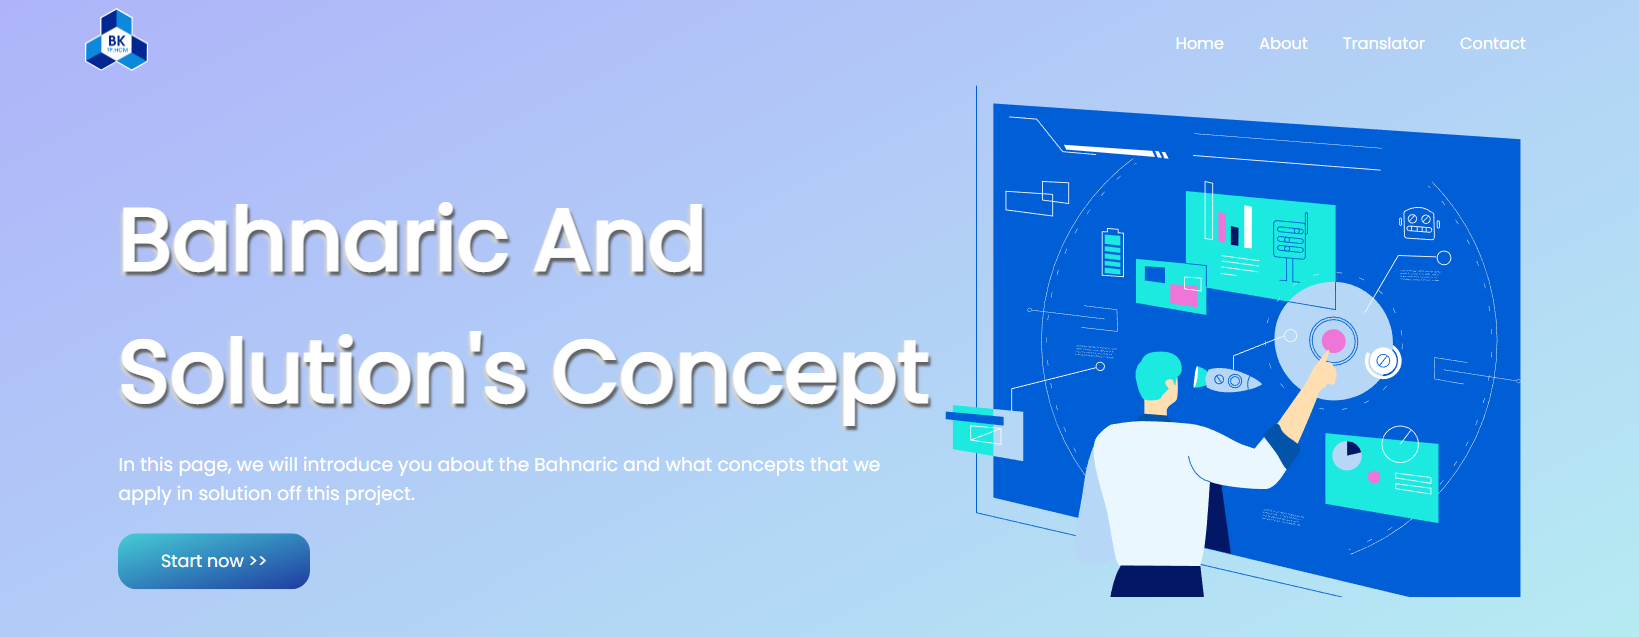 BK
TP.HCM
Home About Translator Contact
Bahnaric And
Solution's Concept
In this page, we will introduce you about the Bahnaric and what concepts that we
apply in solution off this project.
Start now >>